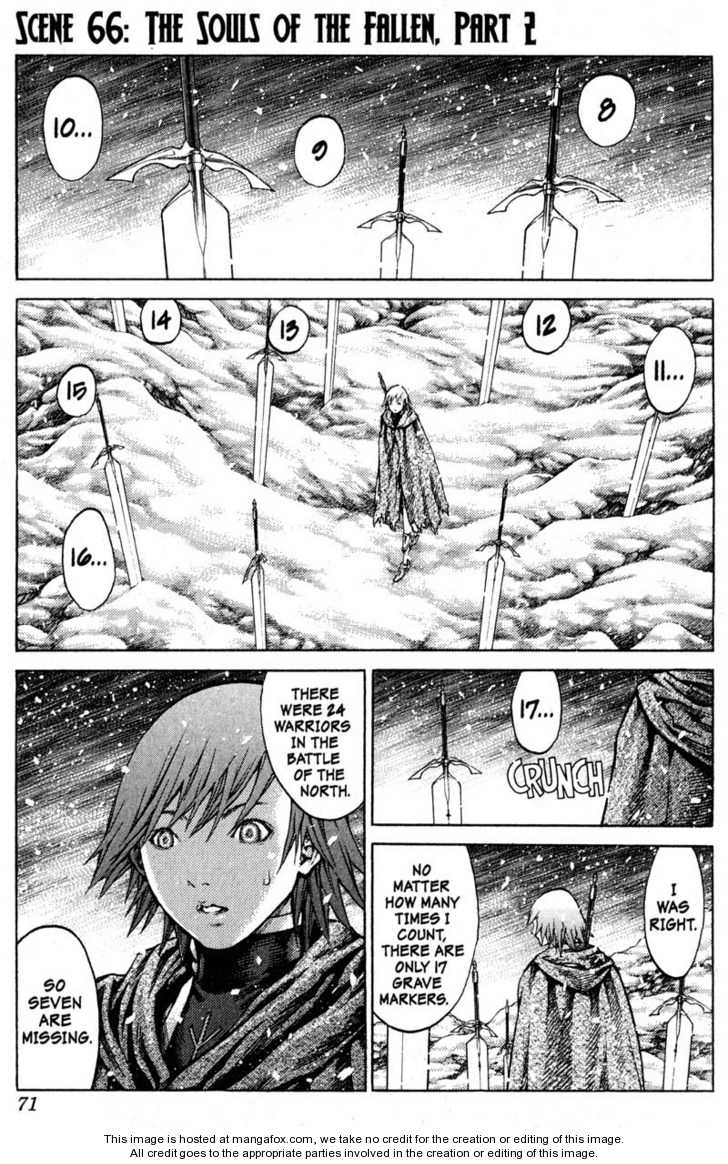 SCENE 66: THE SOULS OF THE FALLEN, PART 2
8
9
10...
11...
12
13
14
15
16...
17...
CRUNCH
I
WAS
RIGHT.
NO
MATTER
HOW MANY
TIMES I
COUNT,
THERE ARE
ONLY 17
GRAVE
MARKERS.
THERE
WERE 24
WARRIORS
IN THE
BATTLE
OF THE
NORTH.
SO
SEVEN
ARE
MISSING.
71
This image is hosted at mangafox.com, we take no credit for the creation or editing of this image.
All credit goes to the appropriate parties involved in the creation or editing of this image.